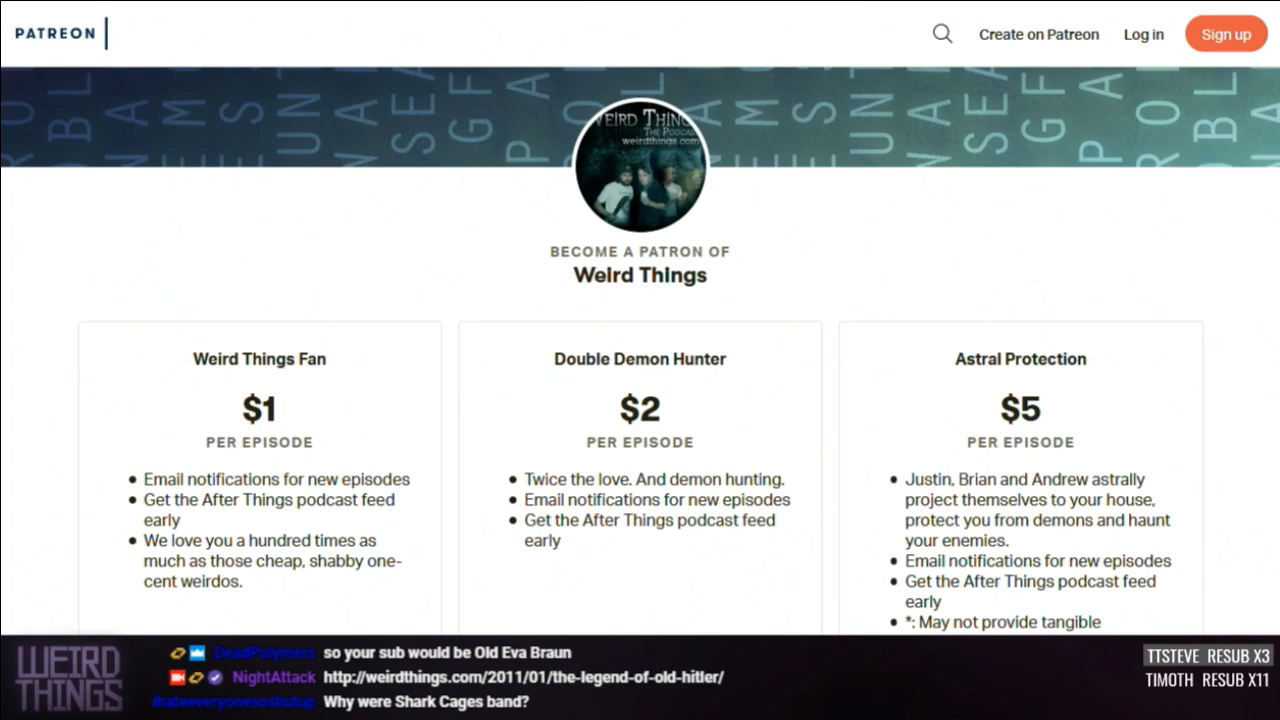 PATREON
Create on Patreon Log in Sign up
WEIRD THINGS
THE PODCAST
weirdthings.com
BECOME A PATRON OF
Weird Things
Weird Things Fan
$1
PER EPISODE
Email notifications for new episodes
Get the After Things podcast feed
early
We love you a hundred times as
much as those cheap, shabby one-
cent weirdos.
Double Demon Hunter
$2
PER EPISODE
Twice the love. And demon hunting.
Email notifications for new episodes
Get the After Things podcast feed
early
Astral Protection
$5
PER EPISODE
Justin, Brian and Andrew astrally
project themselves to your house,
protect you from demons and haunt
your enemies.
Email notifications for new episodes
Get the After Things podcast feed
early
*: May not provide tangible
WEIRD
THINGS
DeadPolymers so your sub would be Old Eva Braun
NightAttack http://weirdthings.com/2011/01/the-legend-of-old-hitler/
ihateeveryonesoshutup Why were Shark Cages band?
TTSTEVE RESUB X3
TIMOTH RESUB X11